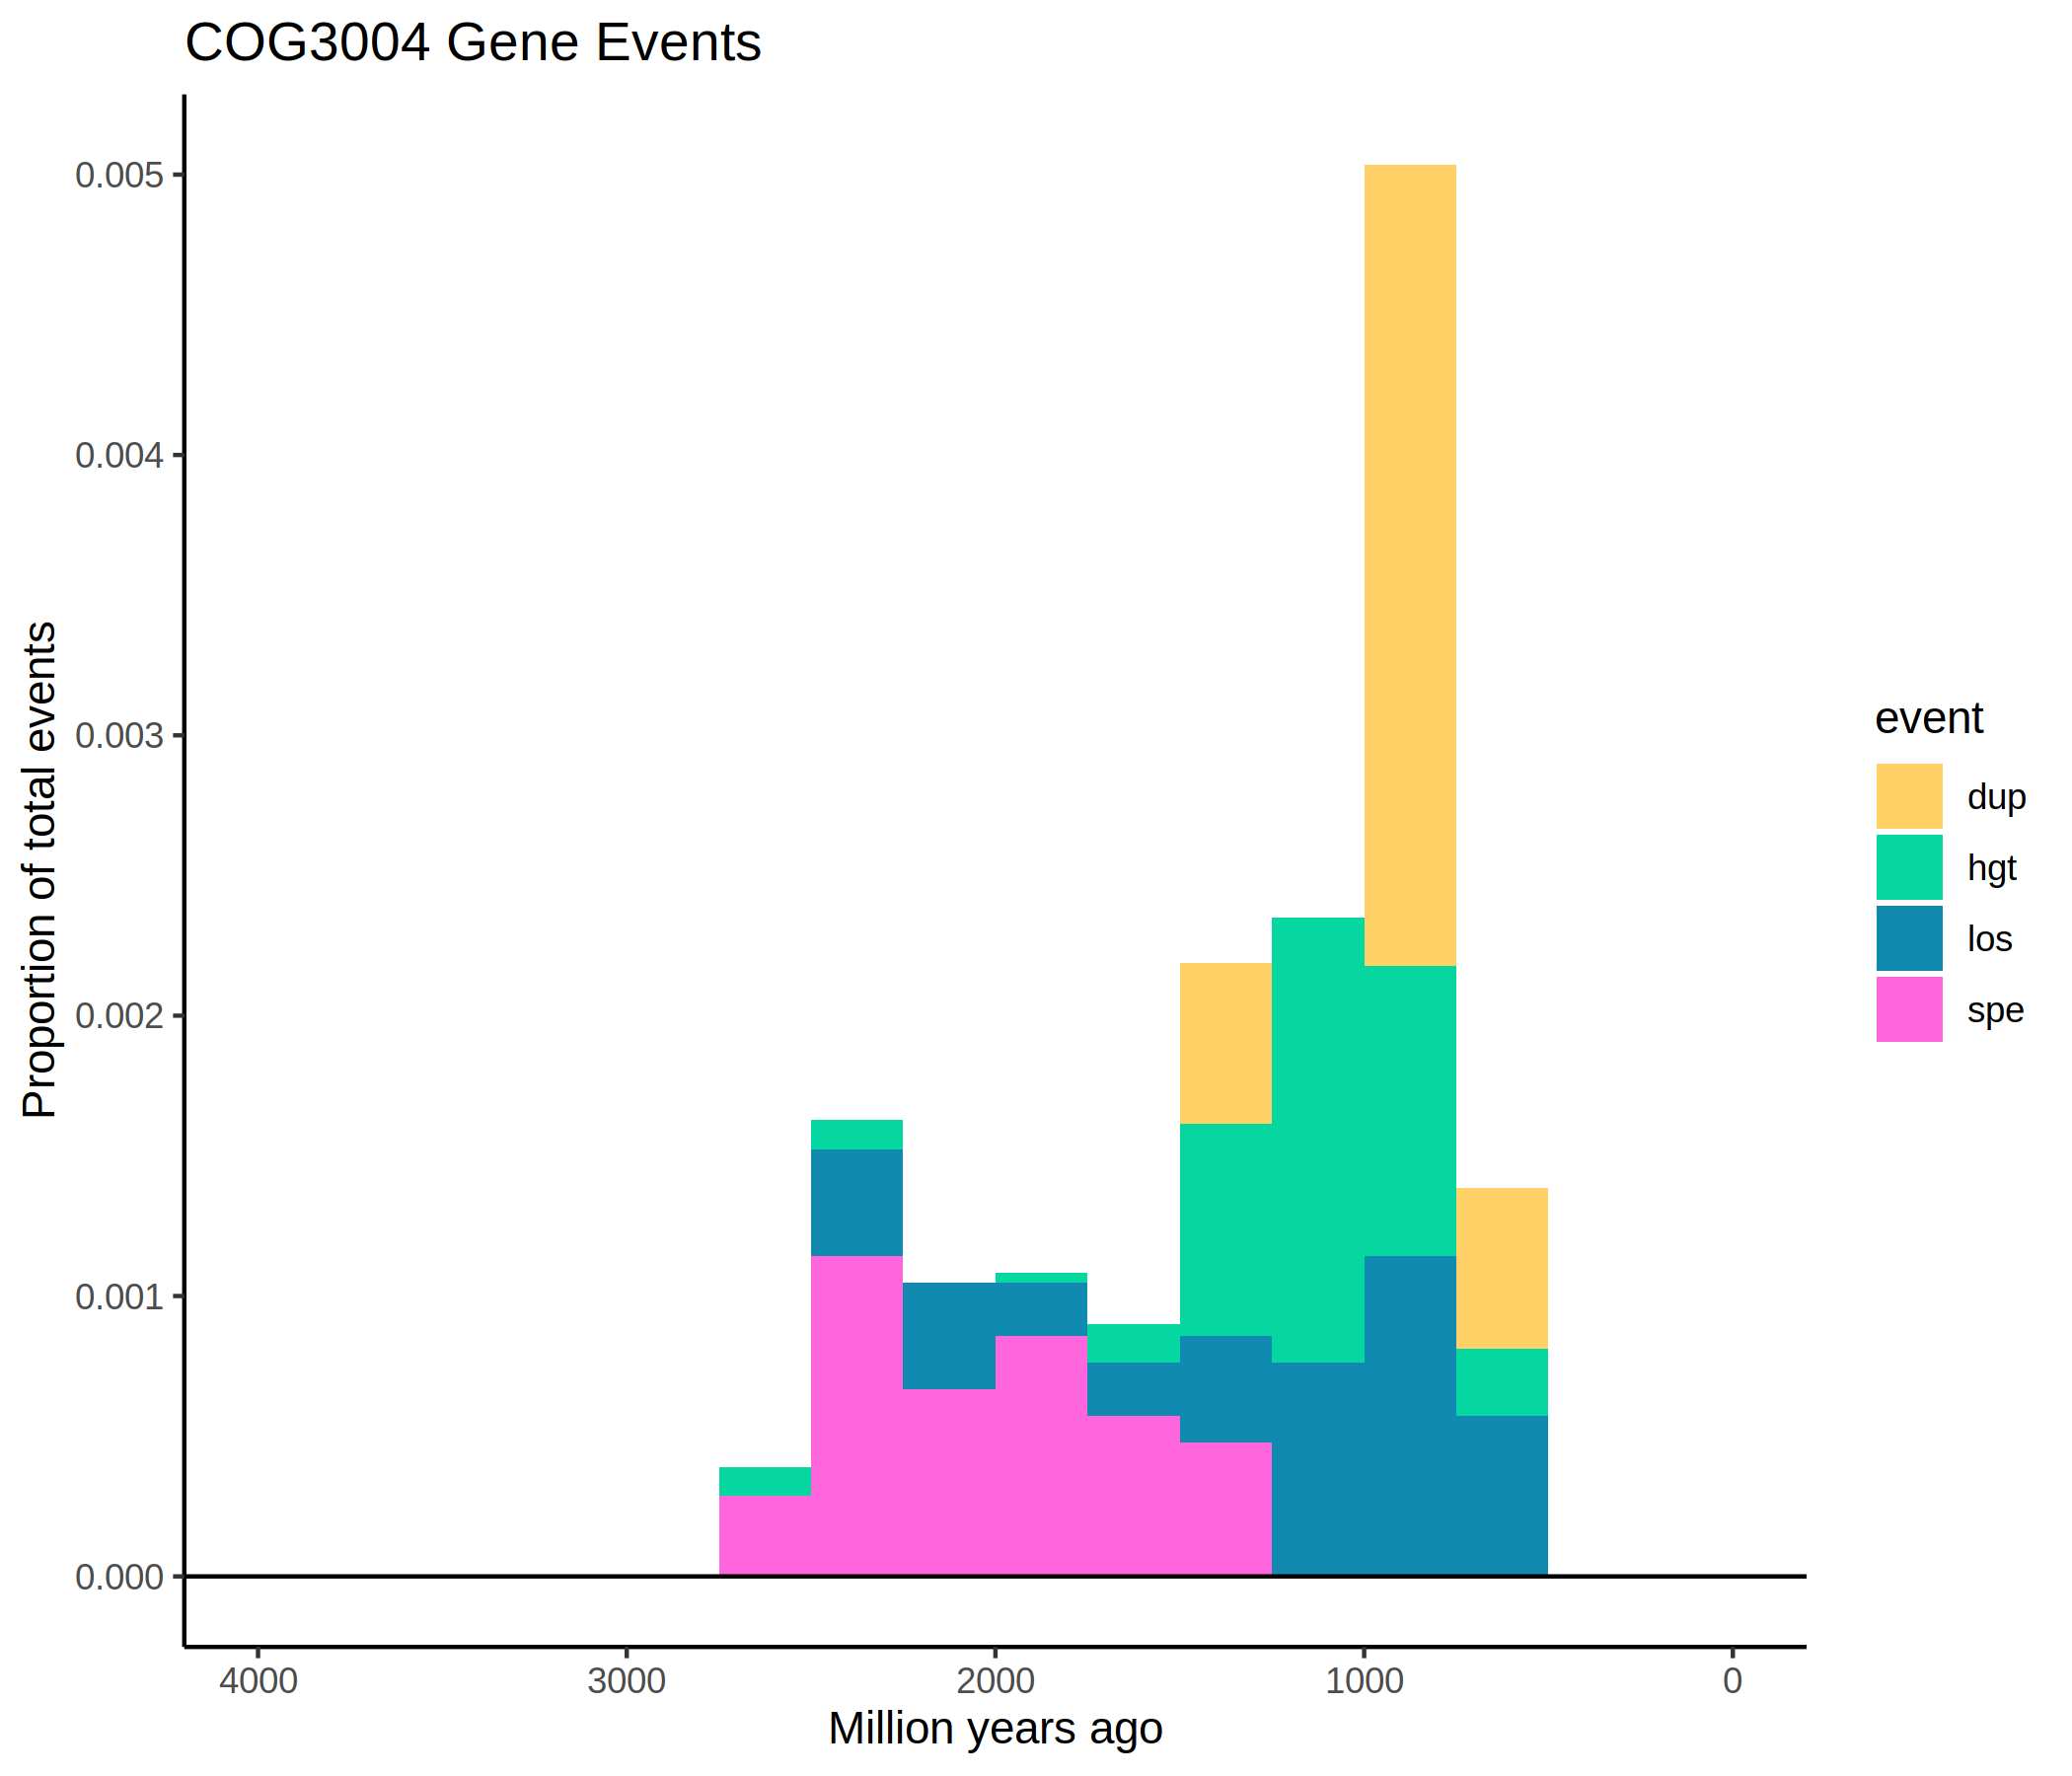 COG3004 Gene Events
Proportion of total events
0.005
0.004
0.003
0.002
0.001
0.000
4000 3000 2000 1000 0
Million years ago
event
dup
hgt
los
spe